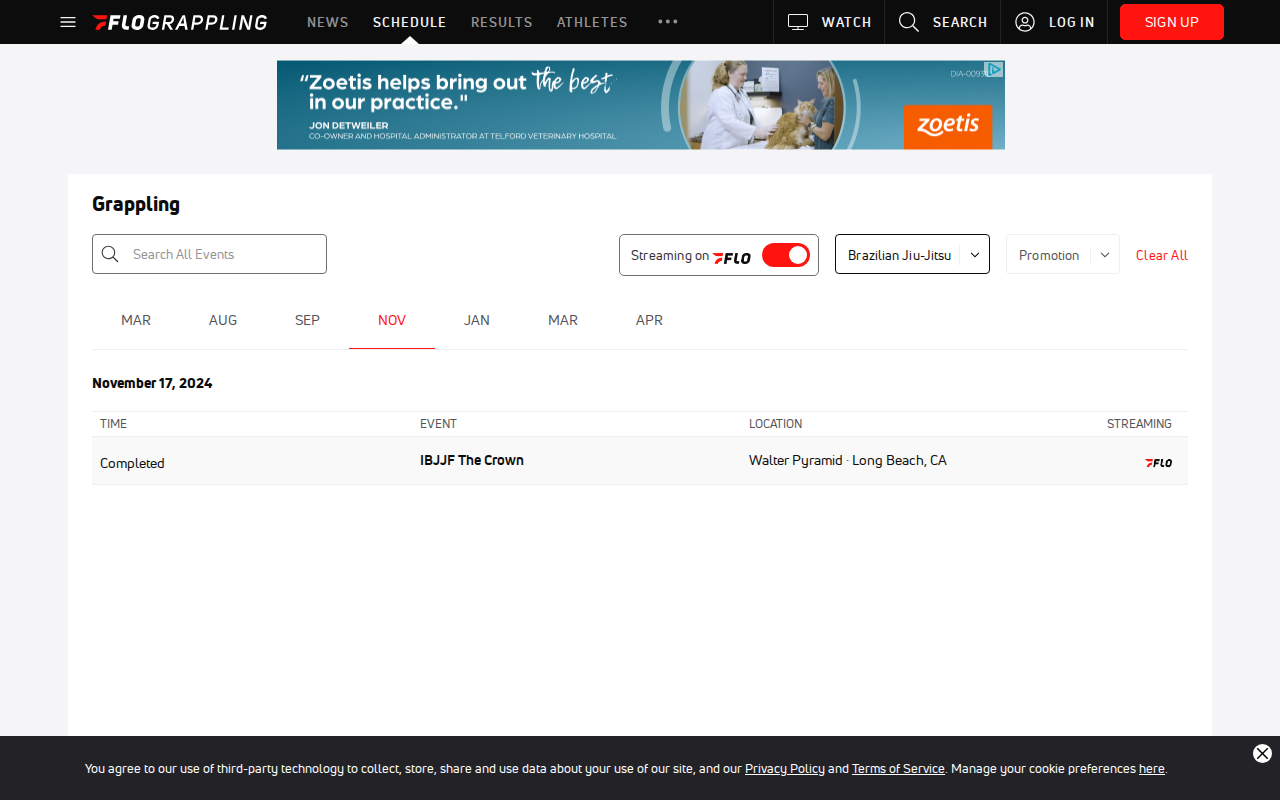 FLOGRAPPLING NEWS SCHEDULE RESULTS ATHLETES WATCH SEARCH LOG IN SIGN UP
"Zoetis helps bring out the best
in our practice."
JON DETWEILER
CO-OWNER AND HOSPITAL ADMINISTRATOR AT TELFORD VETERINARY HOSPITAL
zoetis
Grappling
Search All Events
Streaming on FLO
Brazilian Jiu-Jitsu
Promotion
Clear All
MAR AUG SEP NOV JAN MAR APR
November 17, 2024
TIME EVENT LOCATION STREAMING
Completed IBJJF The Crown Walter Pyramid · Long Beach, CA FLO
You agree to our use of third-party technology to collect, store, share and use data about your use of our site, and our Privacy Policy and Terms of Service. Manage your cookie preferences here.